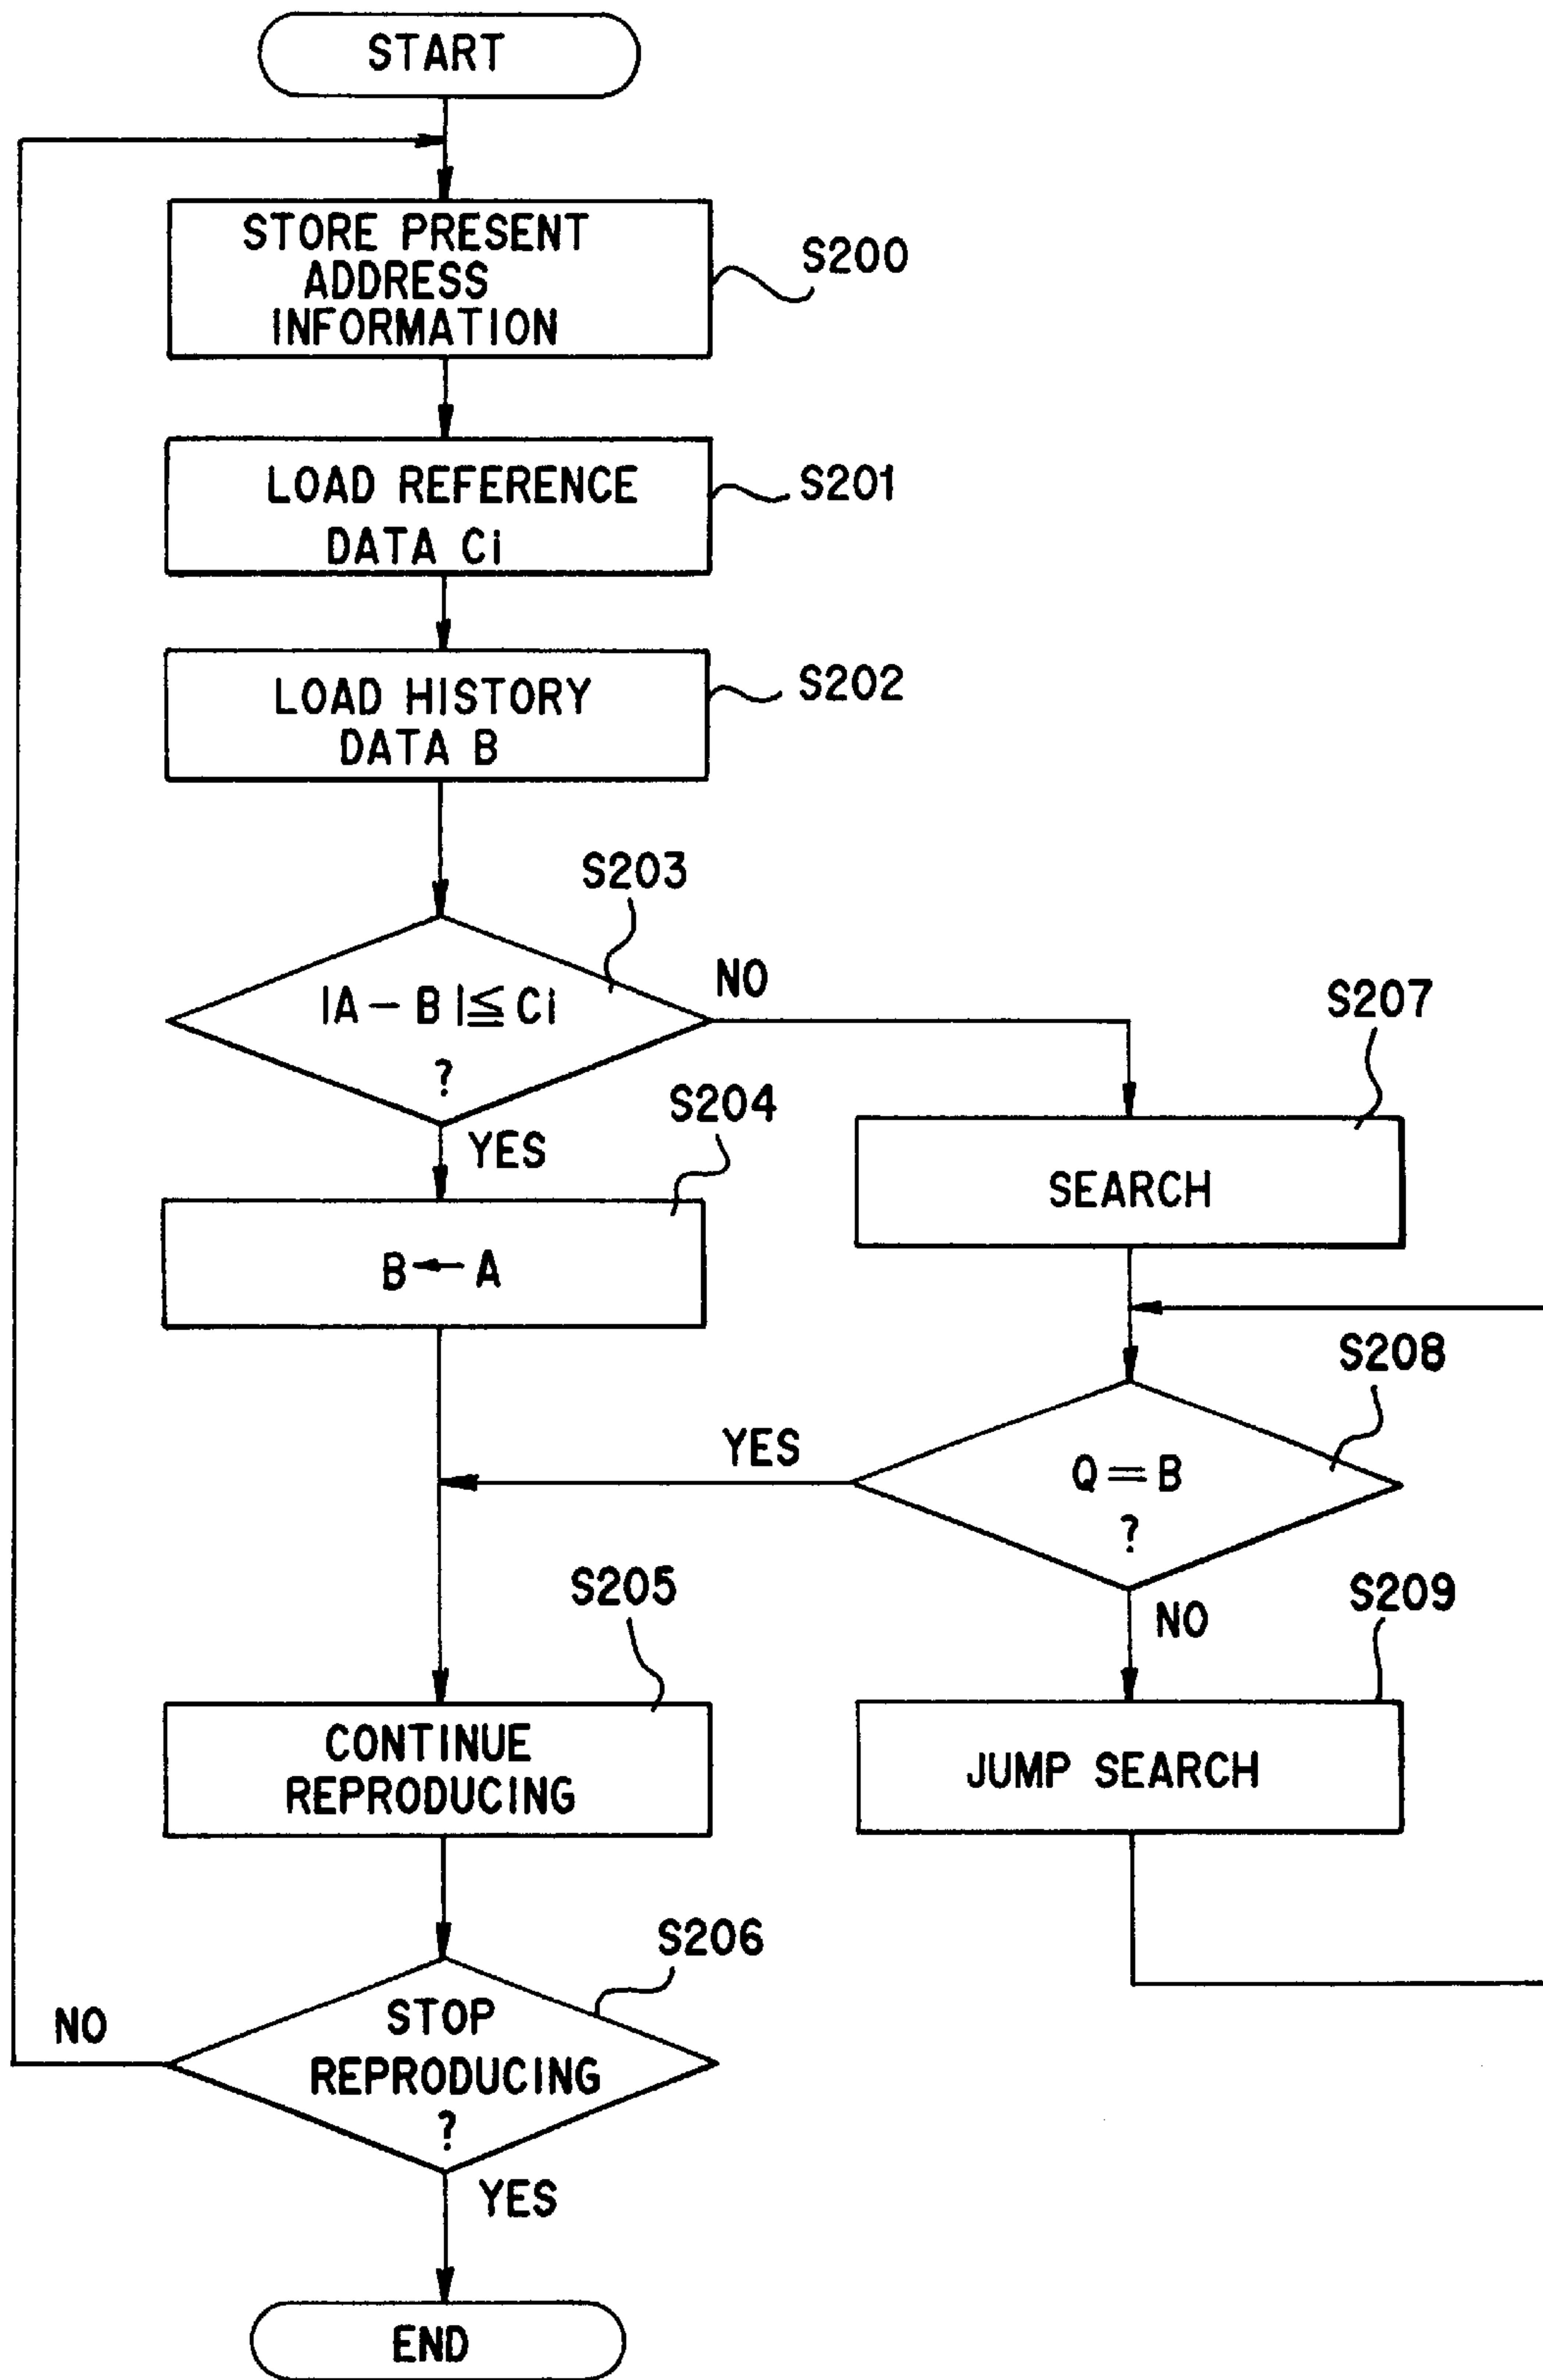 START
STORE PRESENT
ADDRESS
INFORMATION
S200
LOAD REFERENCE
DATA Ci
S201
LOAD HISTORY
DATA B
S202
S203
|A − B|≦ Ci
?
NO
YES
S204
B ← A
S207
SEARCH
S208
Q = B
?
YES
NO
S205
CONTINUE
REPRODUCING
S209
JUMP SEARCH
S206
STOP
REPRODUCING
?
NO
YES
END